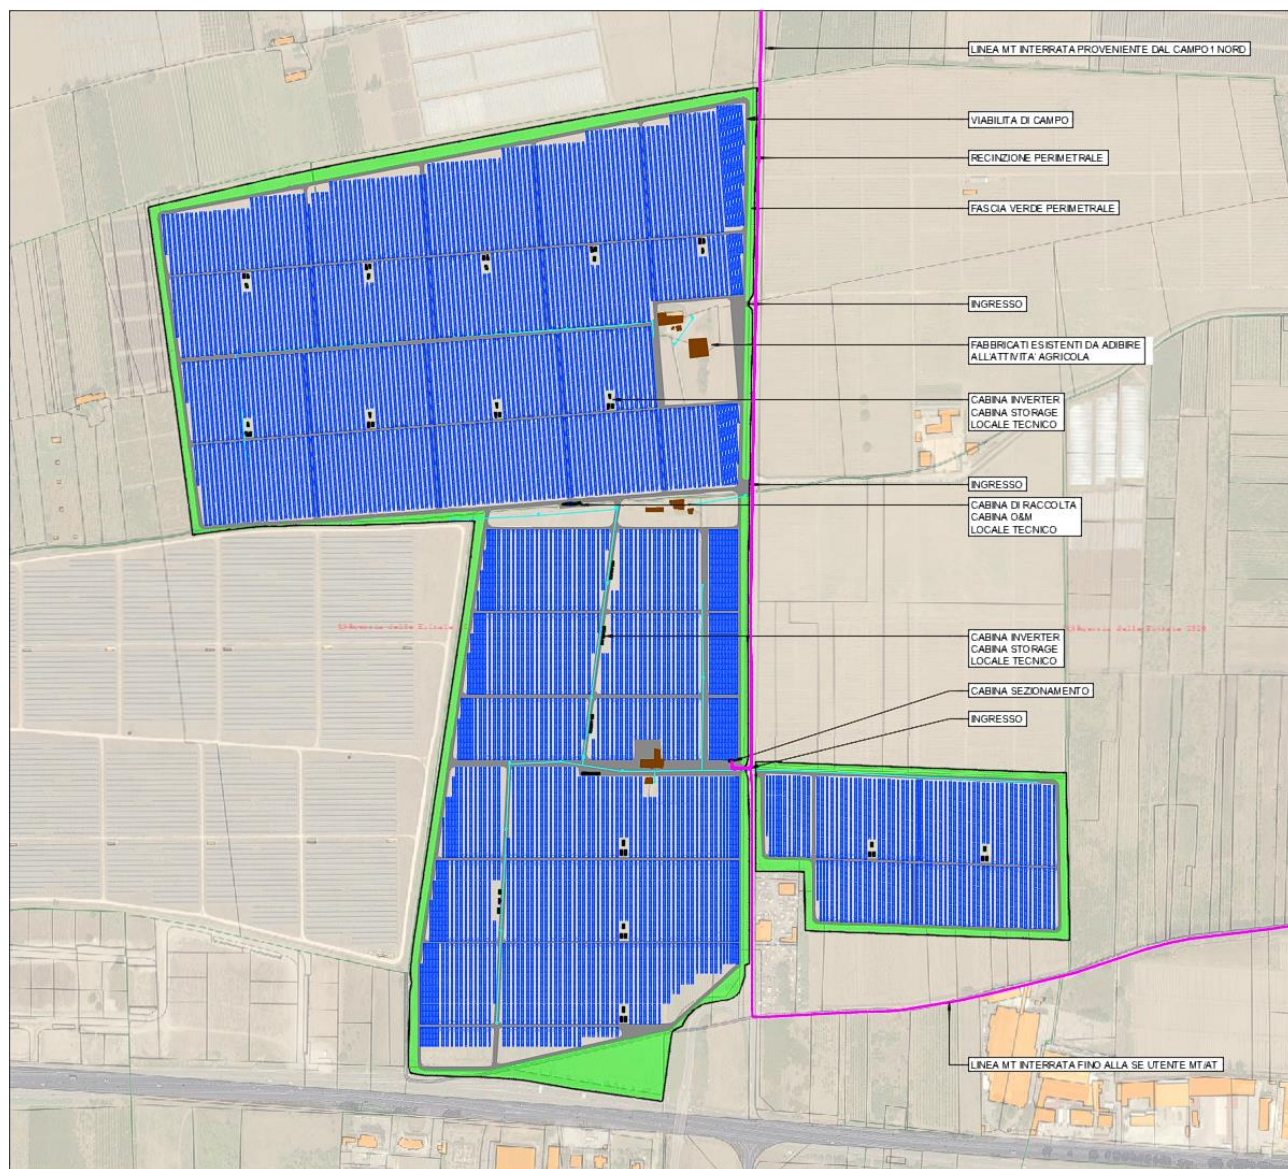 LINEA MT INTERRATA PROVENIENTE DAL CAMPO 1 NORD
VIABILITA DI CAMPO
RECINZIONE PERIMETRALE
FASCIA VERDE PERIMETRALE
INGRESSO
FABBRICATI ESISTENTI DA ADIBIRE
ALL'ATTIVITA' AGRICOLA
CABINA INVERTER
CABINA STORAGE
LOCALE TECNICO
INGRESSO
CABINA DI RACCOLTA
CABINA O&M
LOCALE TECNICO
CABINA INVERTER
CABINA STORAGE
LOCALE TECNICO
CABINA SEZIONAMENTO
INGRESSO
LINEA MT INTERRATA FINO ALLA SE UTENTE MT/AT